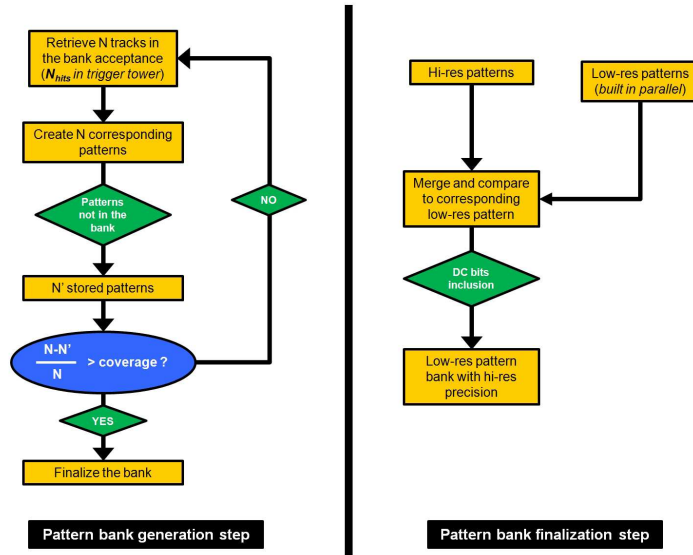 Retrieve N tracks in
the bank acceptance
(Nhits in trigger tower)
Create N corresponding
patterns
Patterns
not in the
bank
NO
N' stored patterns
N-N'
N
> coverage ?
YES
Finalize the bank
Pattern bank generation step
Hi-res patterns
Low-res patterns
(built in parallel)
Merge and compare
to corresponding
low-res pattern
DC bits
inclusion
Low-res pattern
bank with hi-res
precision
Pattern bank finalization step